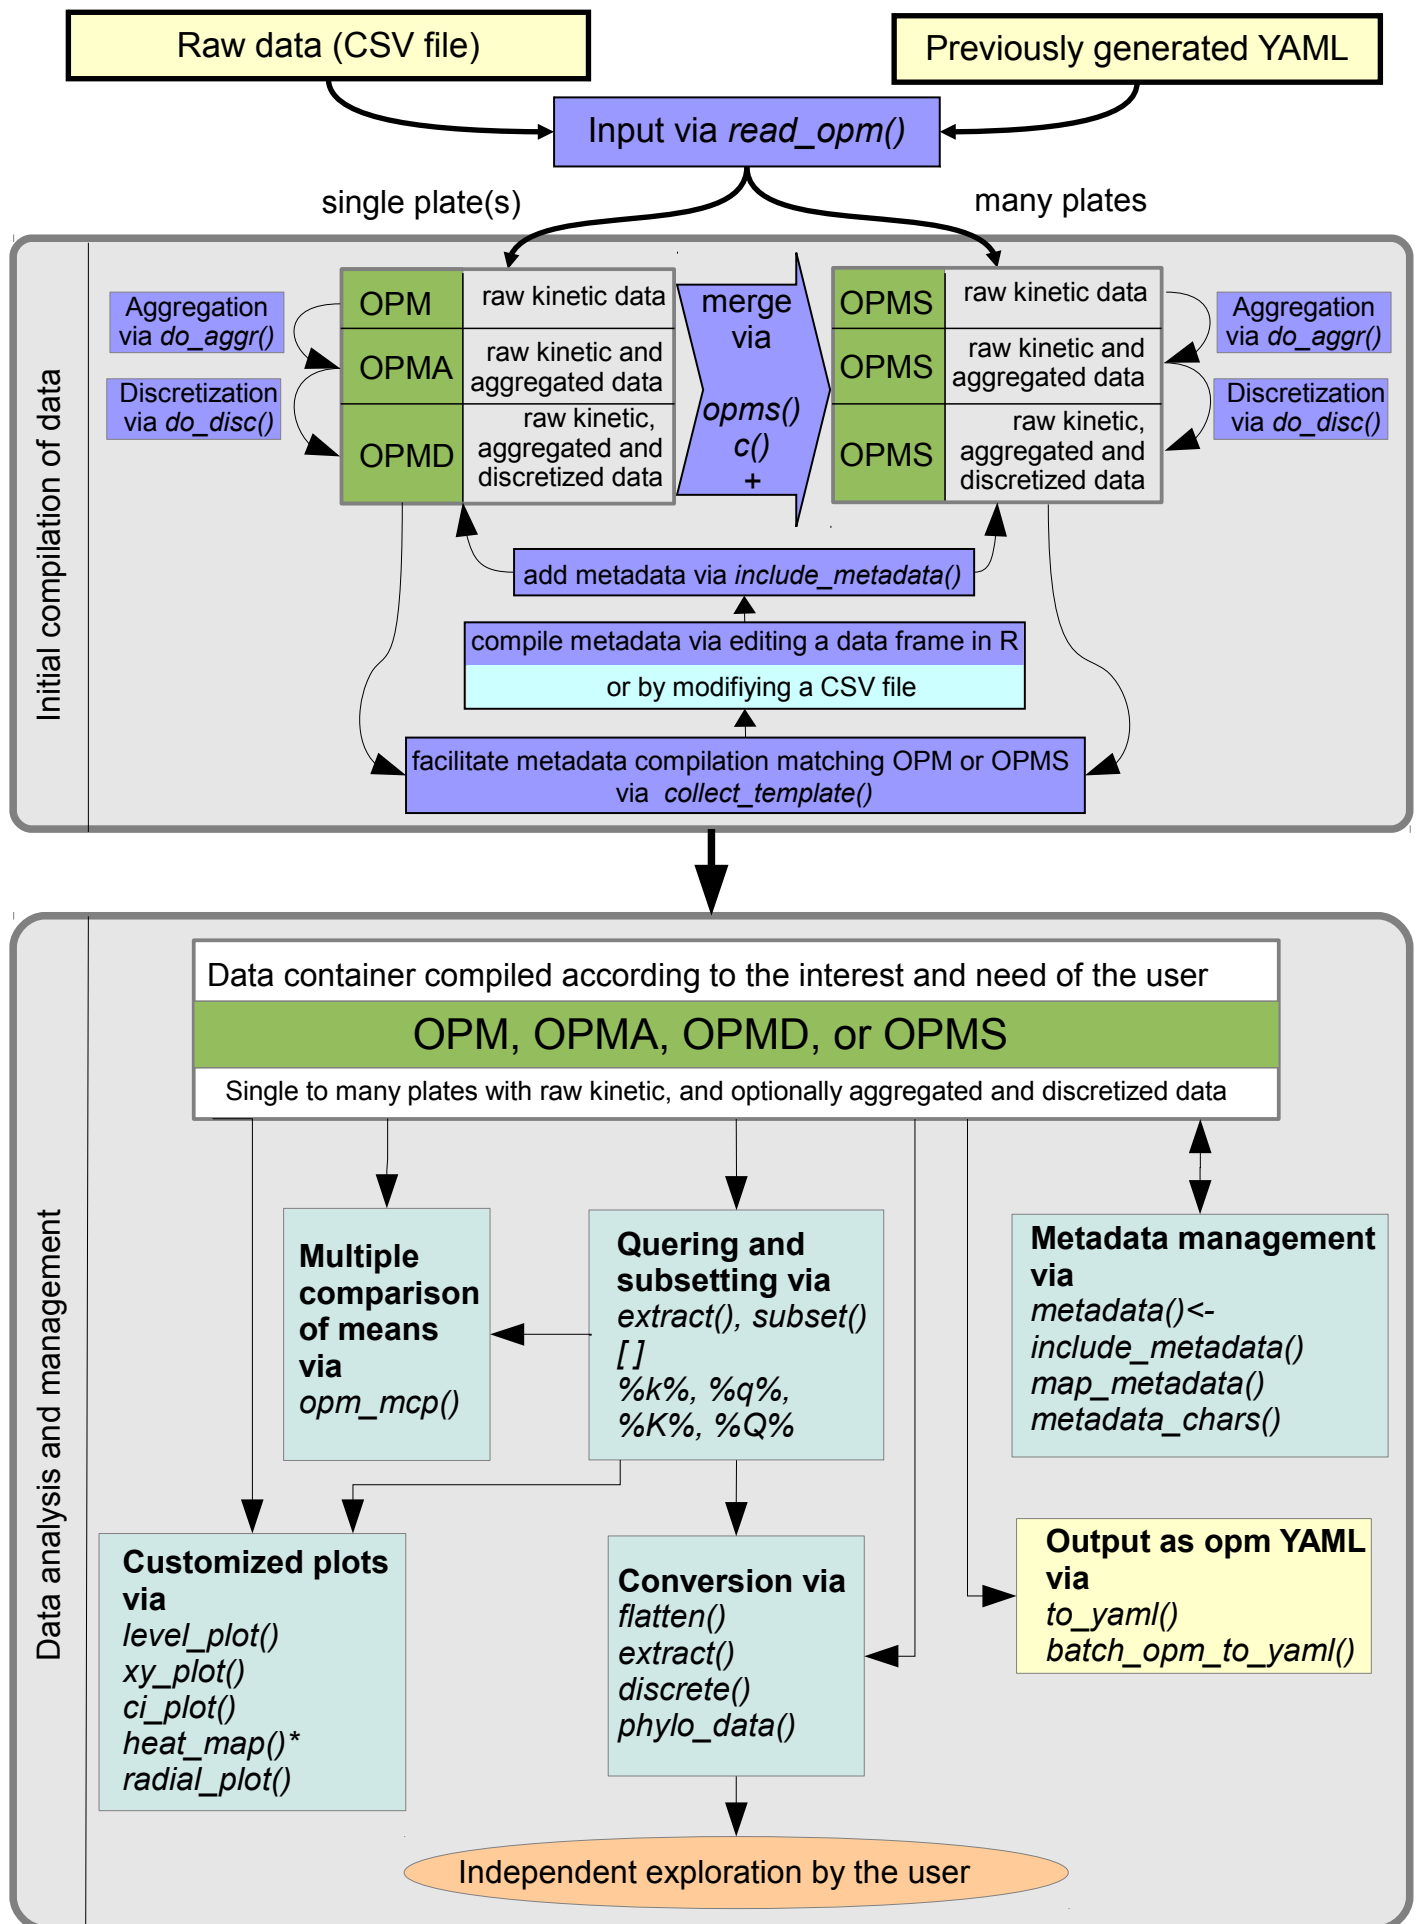 Raw data (CSV file)
Previously generated YAML
Input via read_opm()
single plate(s)
many plates
Initial compilation of data
Aggregation
via do_aggr()
Discretization
via do_disc()
OPM
raw kinetic data
OPMA
raw kinetic and
aggregated data
OPMD
raw kinetic,
aggregated and
discretized data
merge
via
opms()
c()
+
OPMS
raw kinetic data
OPMS
raw kinetic and
aggregated data
OPMS
raw kinetic,
aggregated and
discretized data
Aggregation
via do_aggr()
Discretization
via do_disc()
add metadata via include_metadata()
compile metadata via editing a data frame in R
or by modifiying a CSV file
facilitate metadata compilation matching OPM or OPMS
via collect_template()
Data analysis and management
Data container compiled according to the interest and need of the user
OPM, OPMA, OPMD, or OPMS
Single to many plates with raw kinetic, and optionally aggregated and discretized data
Multiple
comparison
of means
via
opm_mcp()
Quering and
subsetting via
extract(), subset()
[ ]
%k%, %q%,
%K%, %Q%
Metadata management
via
metadata()<-
include_metadata()
map_metadata()
metadata_chars()
Customized plots
via
level_plot()
xy_plot()
ci_plot()
heat_map()*
radial_plot()
Conversion via
flatten()
extract()
discrete()
phylo_data()
Output as opm YAML
via
to_yaml()
batch_opm_to_yaml()
Independent exploration by the user